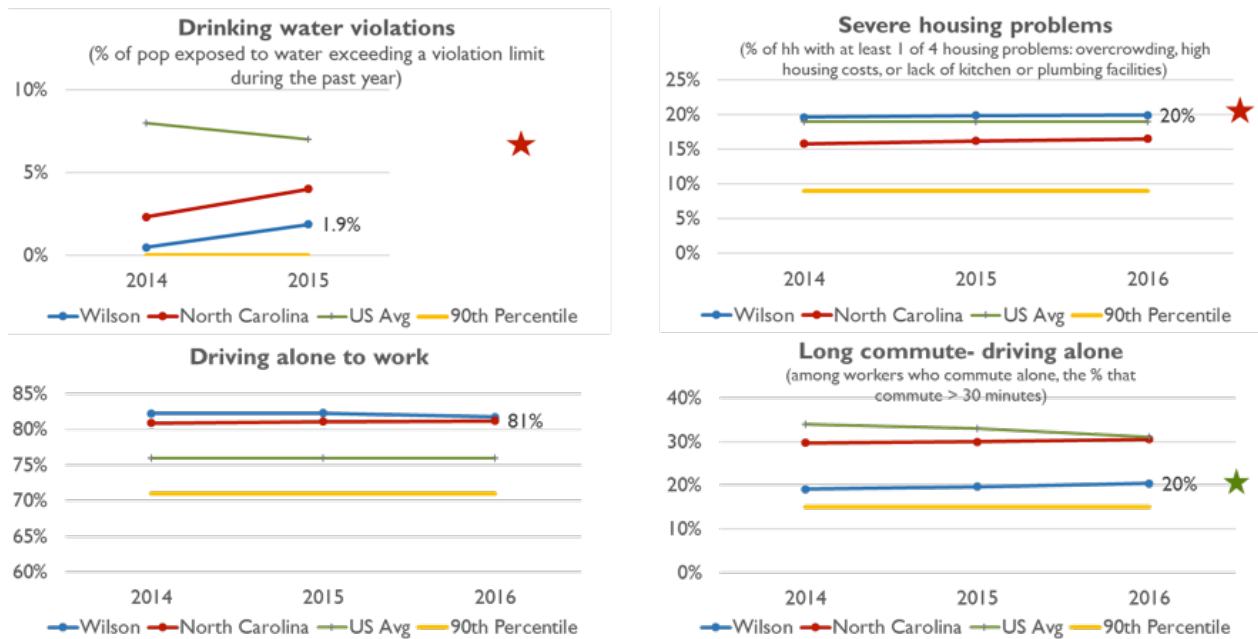 Drinking water violations
(% of pop exposed to water exceeding a violation limit
during the past year)
10%
5%
0%
1.9%
2014 2015
Wilson North Carolina US Avg 90th Percentile
Severe housing problems
(% of hh with at least 1 of 4 housing problems: overcrowding, high
housing costs, or lack of kitchen or plumbing facilities)
25%
20%
15%
10%
5%
0%
20%
2014 2015 2016
Wilson North Carolina US Avg 90th Percentile
Driving alone to work
85%
80%
75%
70%
65%
60%
81%
2014 2015 2016
Wilson North Carolina US Avg 90th Percentile
Long commute- driving alone
(among workers who commute alone, the % that
commute > 30 minutes)
40%
30%
20%
10%
0%
20%
2014 2015 2016
Wilson North Carolina US Avg 90th Percentile